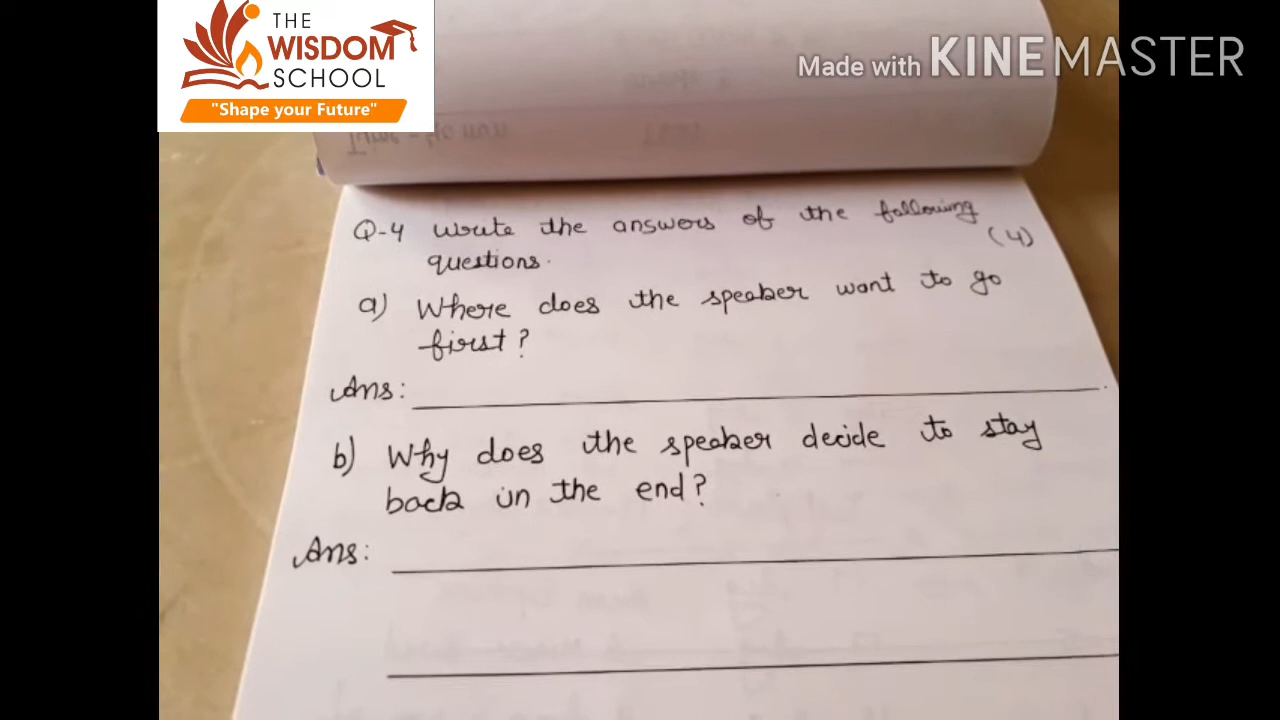 THE
WISDOM
SCHOOL
"Shape your Future"
Made with KINEMASTER
Q-4 Write the answers of the following
questions. (4)
a) Where does the speaker want to go
first?
Ans:
b) Why does the speaker decide to stay
back in the end?
Ans: